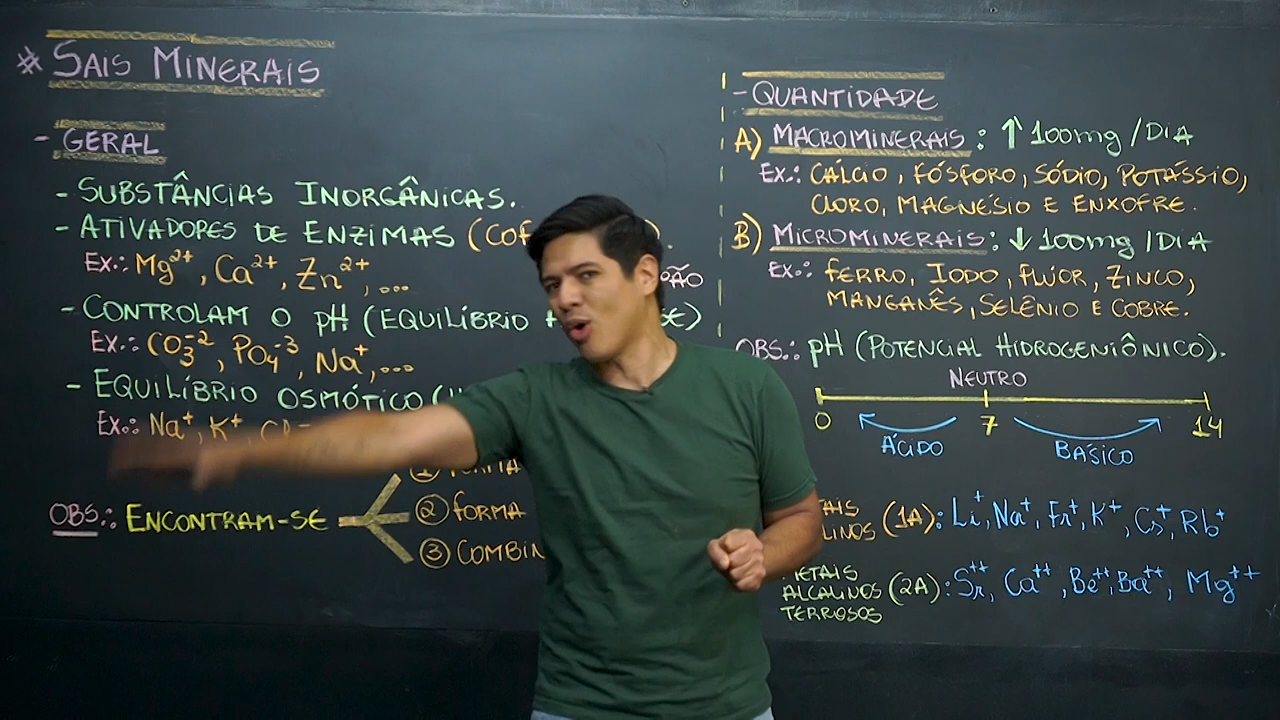 # SAIS MINERAIS
- GERAL
- SUBSTÂNCIAS INORGÂNICAS.
- ATIVADORES DE ENZIMAS
EX.: Mg²⁺, Ca²⁺, Zn²⁺, ...
- CONTROLAM O pH (EQUILÍBRIO
EX.: CO₃⁻², PO₄⁻³, Na⁺, ...
- EQUILÍBRIO OSMÓTICO
EX.: Na⁺, K⁺,
OBS.: ENCONTRAM-SE
② FORMA
③
- QUANTIDADE
A) MACROMINERAIS: ↑ 100mg /DIA
EX.: CÁLCIO, FÓSFORO, SÓDIO, POTÁSSIO,
CLORO, MAGNÉSIO E ENXOFRE.
B) MICROMINERAIS: ↓ 100mg /DIA
EX.: FERRO, IODO, FLÚOR, ZINCO,
MANGANÊS, SELÊNIO E COBRE.
OBS.: pH (POTENCIAL HIDROGENIÔNICO).
NEUTRO
0 7 14
ÁCIDO BÁSICO
(1A): Li⁺, Na⁺, Fr⁺, K⁺, Cs⁺, Rb⁺
METAIS
ALCALINOS (2A): Sr⁺⁺, Ca⁺⁺, Be⁺⁺, Ba⁺⁺, Mg⁺⁺
TERROSOS